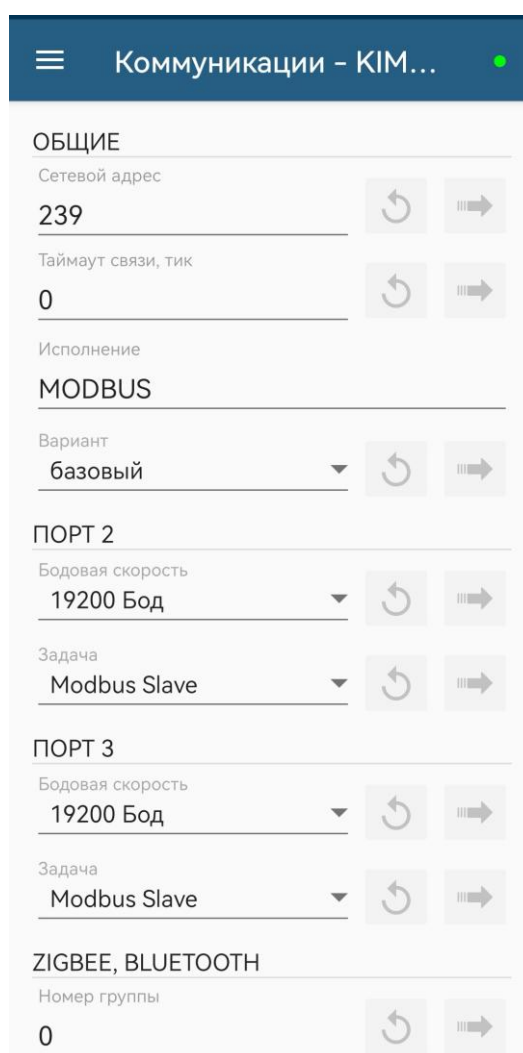 Коммуникации - KIM...
ОБЩИЕ
Сетевой адрес
239
Таймаут связи, тик
0
Исполнение
MODBUS
Вариант
базовый
ПОРТ 2
Бодовая скорость
19200 Бод
Задача
Modbus Slave
ПОРТ 3
Бодовая скорость
19200 Бод
Задача
Modbus Slave
ZIGBEE, BLUETOOTH
Номер группы
0